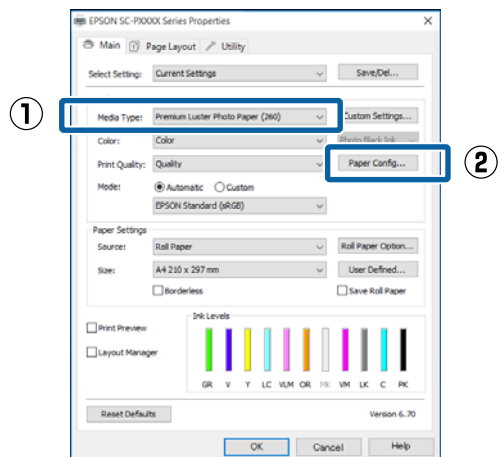 EPSON SC-PXXXX Series Properties
Main Page Layout Utility
Select Setting: Current Settings Save/Del...
① Media Type: Premium Luster Photo Paper (260) Custom Settings...
Color: Color Photo Black Ink
Print Quality: Quality Paper Config... ②
Mode: Automatic Custom
EPSON Standard (sRGB)
Paper Settings
Source: Roll Paper Roll Paper Option...
Size: A4 210 x 297 mm User Defined...
Borderless Save Roll Paper
Ink Levels
Print Preview
Layout Manager
GR V Y LC VLM OR MK VM LK C PK
Reset Defaults Version 6.70
OK Cancel Help